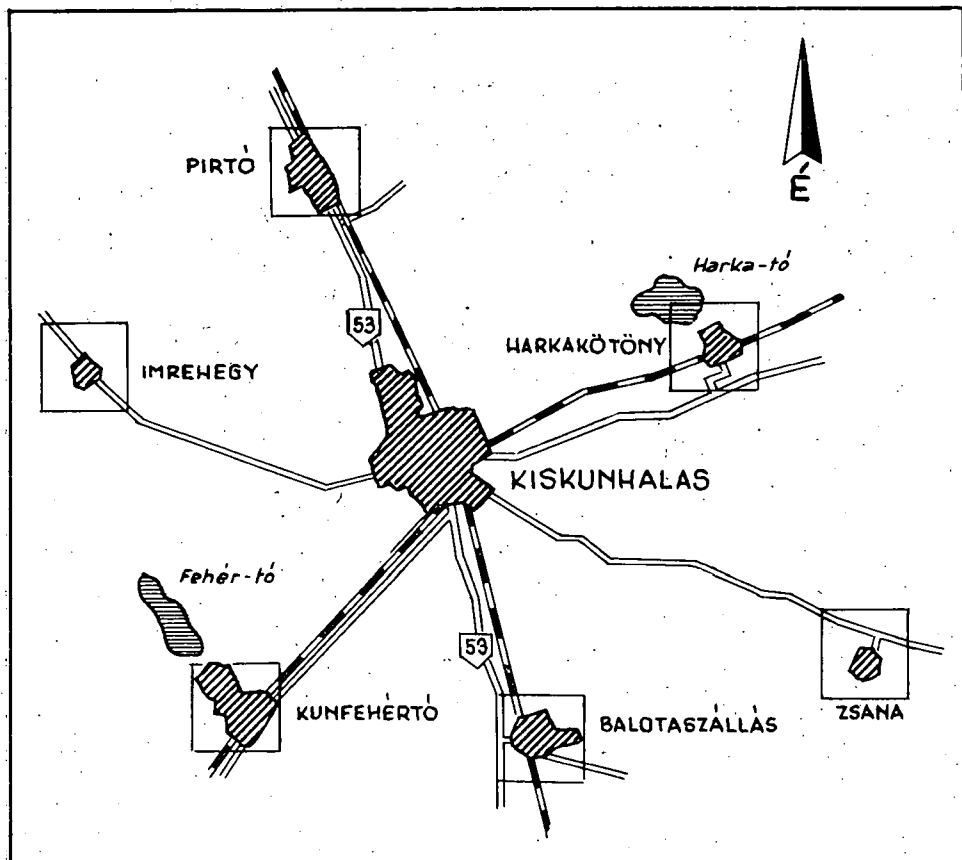 PIRTÓ
É
Harka-tó
53
HARKAKÖTÖNY
IMREHEGY
KISKUNHALAS
Fehér-tó
53
KUNFEHÉRTÓ
BALOTASZÁLLÁS
ZSANA